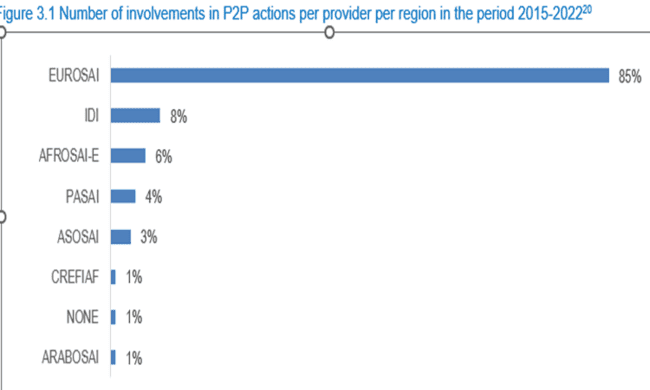 Figure 3.1 Number of involvements in P2P actions per provider per region in the period 2015-2022²⁰
EUROSAI 85%
IDI 8%
AFROSAI-E 6%
PASAI 4%
ASOSAI 3%
CREFIAF 1%
NONE 1%
ARABOSAI 1%